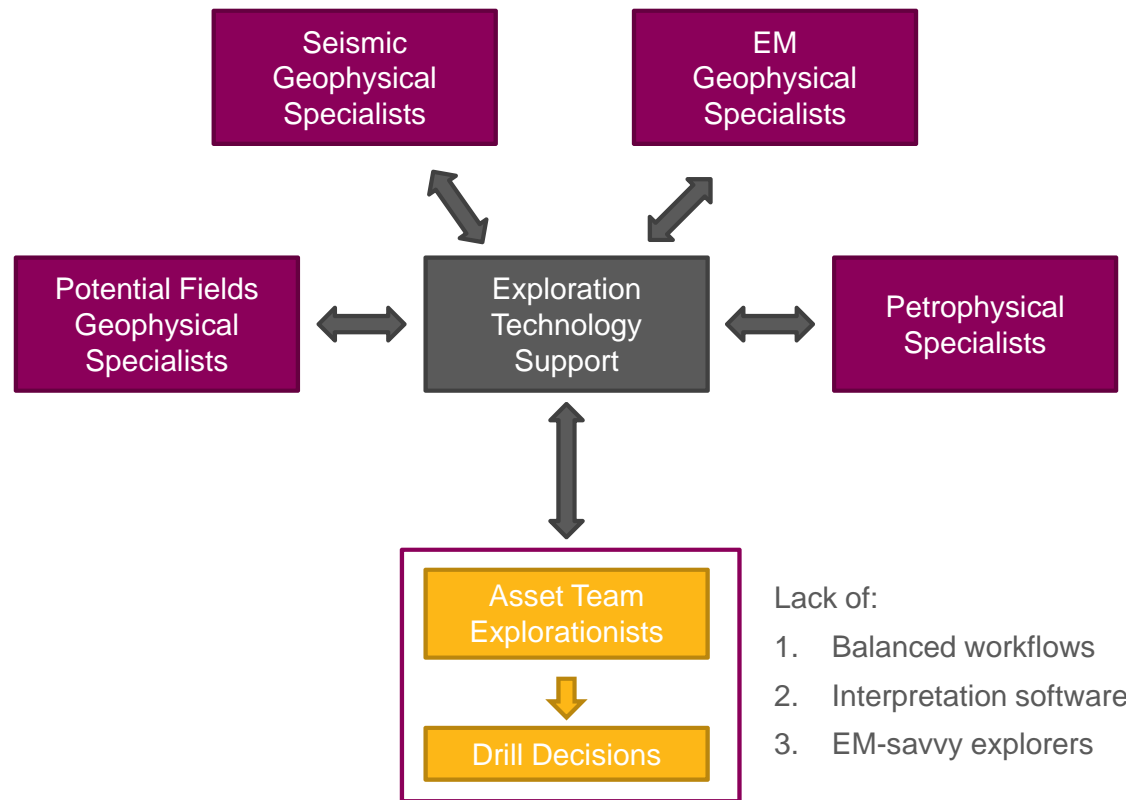 Seismic
Geophysical
Specialists
EM
Geophysical
Specialists
Potential Fields
Geophysical
Specialists
Exploration
Technology
Support
Petrophysical
Specialists
Asset Team
Explorationists
Drill Decisions
Lack of:
1. Balanced workflows
2. Interpretation software
3. EM-savvy explorers